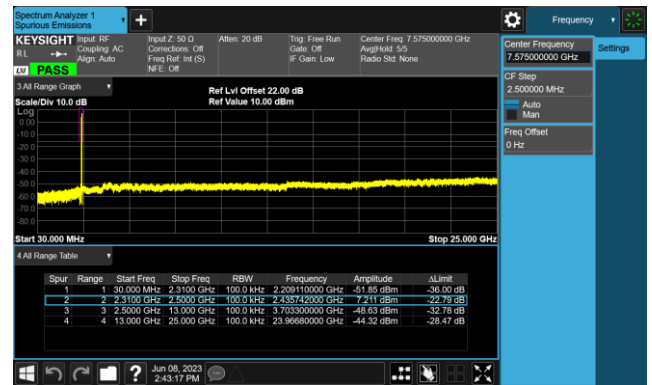 Spectrum Analyzer 1
Spurious Emissions
Frequency
KEYSIGHT Input: RF Input Z: 50 Ω Atten: 20 dB Trig: Free Run Center Freq: 7.575000000 GHz
RL Coupling: AC Corrections: Off Gate: Off Avg|Hold: 5/5
Align: Auto Freq Ref: Int (S) IF Gain: Low Radio Std: None
LXI PASS NFE: Off
Center Frequency
7.575000000 GHz
Settings
CF Step
2.500000 MHz
Auto
Man
Freq Offset
0 Hz
3 All Range Graph
Ref Lvl Offset 22.00 dB
Scale/Div 10.0 dB Ref Value 10.00 dBm
Log
0.00
-10.0
-20.0
-30.0
-40.0
-50.0
-60.0
-70.0
-80.0
Start 30.000 MHz Stop 25.000 GHz
4 All Range Table
Spur Range Start Freq Stop Freq RBW Frequency Amplitude ΔLimit
1 1 30.000 MHz 2.3100 GHz 100.0 kHz 2.209110000 GHz -51.85 dBm -36.00 dB
2 2 2.3100 GHz 2.5000 GHz 100.0 kHz 2.435742000 GHz 7.211 dBm -22.79 dB
3 3 2.5000 GHz 13.000 GHz 100.0 kHz 3.703300000 GHz -48.63 dBm -32.78 dB
4 4 13.000 GHz 25.000 GHz 100.0 kHz 23.96680000 GHz -44.32 dBm -28.47 dB
? Jun 08, 2023
2:43:17 PM